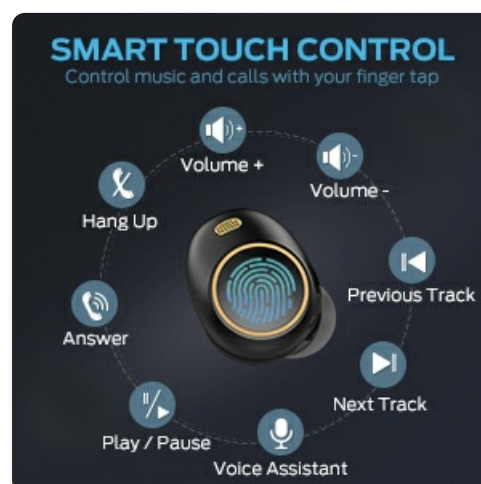 SMART TOUCH CONTROL
Control music and calls with your finger tap
Volume +
Volume -
Hang Up
Previous Track
Answer
Next Track
Play / Pause
Voice Assistant